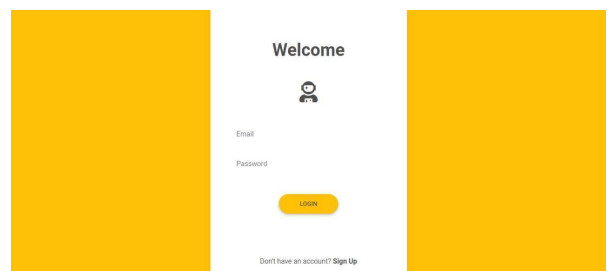 Welcome
Email
Password
LOGIN
Don't have an account? Sign Up